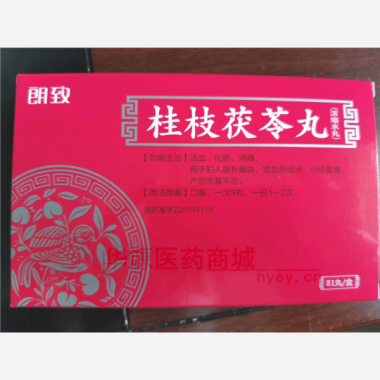 朗致
桂枝茯苓丸
(浓缩水丸)
【功能主治】活血,化瘀,消癥。
用于妇人宿有癥块,或血瘀经闭,行经腹痛,
产后恶露不尽。
【用法用量】口服,一次9丸,一日1~2次。
医药商城
hyey.cn
81丸/盒